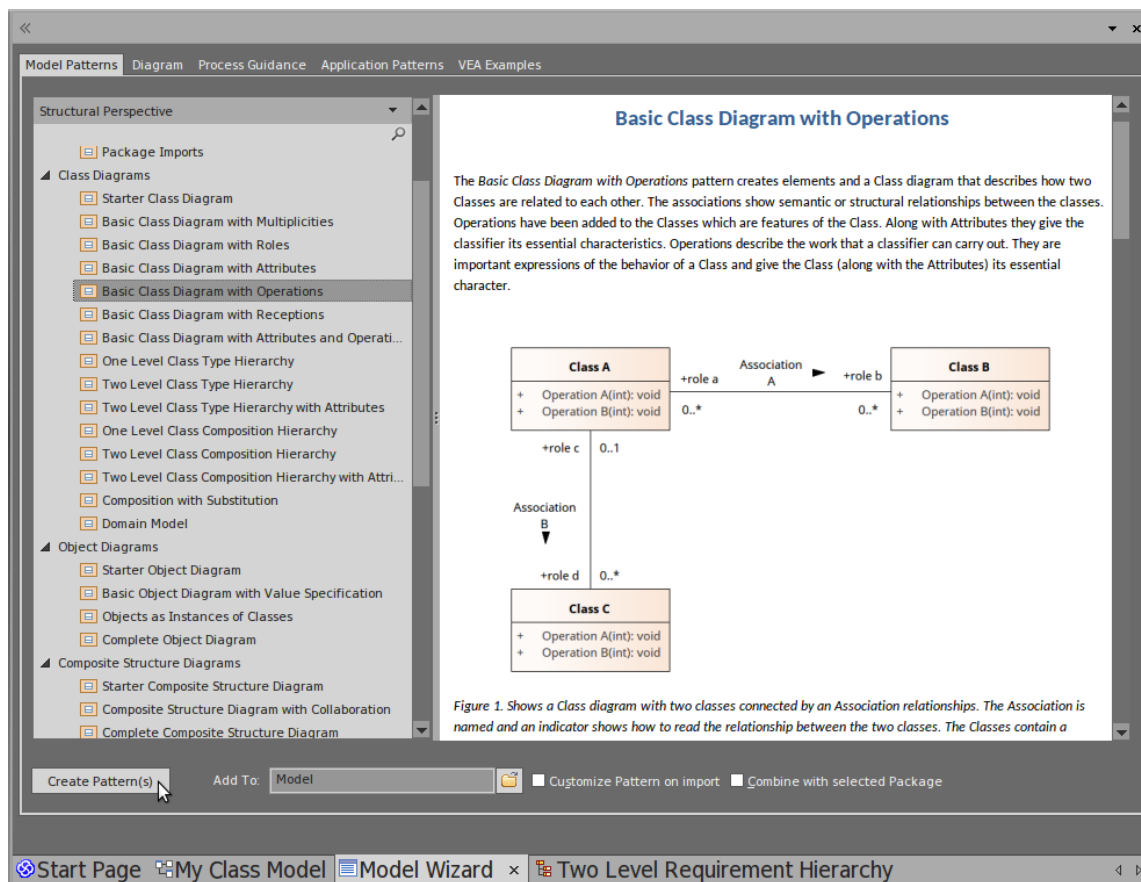 Model Patterns Diagram Process Guidance Application Patterns VEA Examples
Structural Perspective
Package Imports
Class Diagrams
Starter Class Diagram
Basic Class Diagram with Multiplicities
Basic Class Diagram with Roles
Basic Class Diagram with Attributes
Basic Class Diagram with Operations
Basic Class Diagram with Receptions
Basic Class Diagram with Attributes and Operati...
One Level Class Type Hierarchy
Two Level Class Type Hierarchy
Two Level Class Type Hierarchy with Attributes
One Level Class Composition Hierarchy
Two Level Class Composition Hierarchy
Two Level Class Composition Hierarchy with Attri...
Composition with Substitution
Domain Model
Object Diagrams
Starter Object Diagram
Basic Object Diagram with Value Specification
Objects as Instances of Classes
Complete Object Diagram
Composite Structure Diagrams
Starter Composite Structure Diagram
Composite Structure Diagram with Collaboration
Complete Composite Structure Diagram
Basic Class Diagram with Operations
The Basic Class Diagram with Operations pattern creates elements and a Class diagram that describes how two
Classes are related to each other. The associations show semantic or structural relationships between the classes.
Operations have been added to the Classes which are features of the Class. Along with Attributes they give the
classifier its essential characteristics. Operations describe the work that a classifier can carry out. They are
important expressions of the behavior of a Class and give the Class (along with the Attributes) its essential
character.
Class A
+ Operation A(int): void
+ Operation B(int): void
+role a
0..*
Association
A
+role b
0..*
Class B
+ Operation A(int): void
+ Operation B(int): void
+role c 0..1
Association
B
+role d 0..*
Class C
+ Operation A(int): void
+ Operation B(int): void
Figure 1. Shows a Class diagram with two classes connected by an Association relationships. The Association is
named and an indicator shows how to read the relationship between the two classes. The Classes contain a
Create Pattern(s) Add To: Model Customize Pattern on import Combine with selected Package
Start Page My Class Model Model Wizard × Two Level Requirement Hierarchy